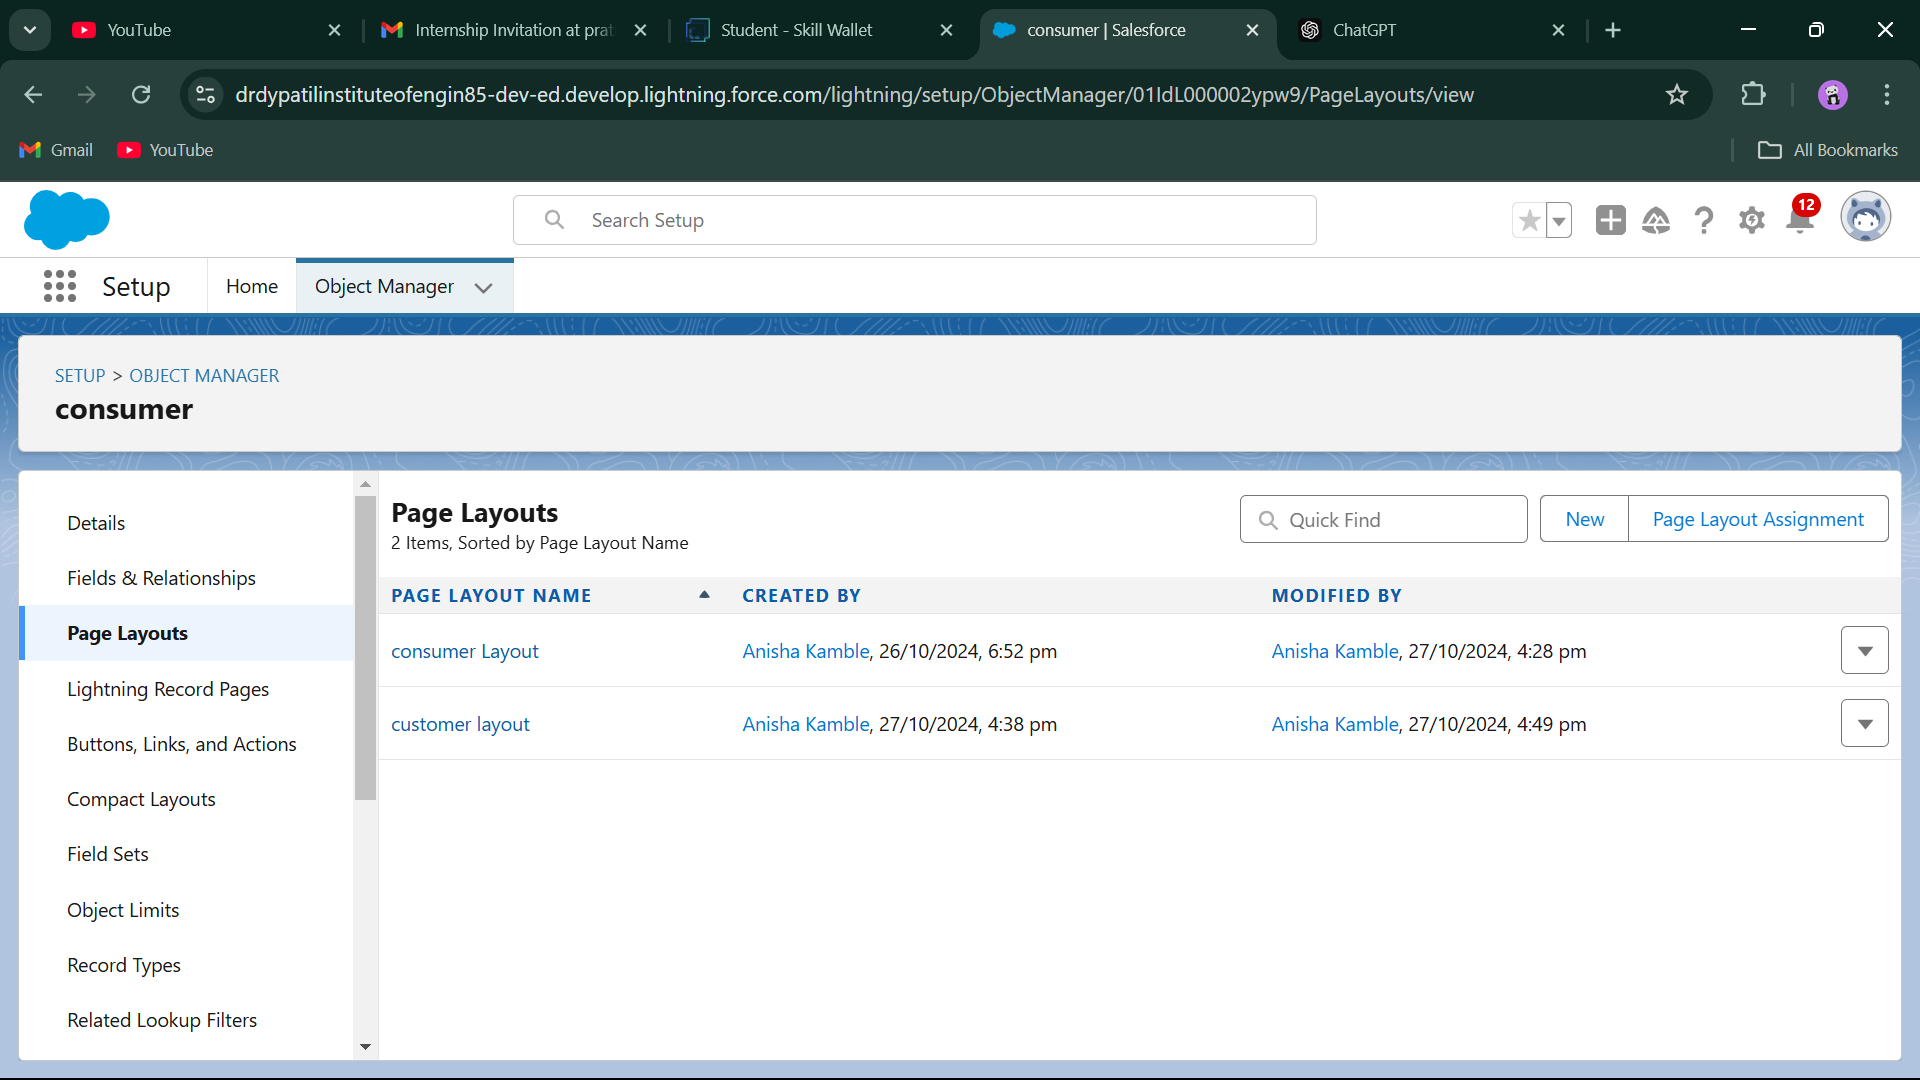 YouTube
Internship Invitation at prat
Student - Skill Wallet
consumer | Salesforce
ChatGPT
drdypatilinstituteofengin85-dev-ed.develop.lightning.force.com/lightning/setup/ObjectManager/01IdL000002ypw9/PageLayouts/view
Gmail
YouTube
All Bookmarks
Search Setup
12
Setup
Home
Object Manager
SETUP > OBJECT MANAGER
consumer
Details
Fields & Relationships
Page Layouts
Lightning Record Pages
Buttons, Links, and Actions
Compact Layouts
Field Sets
Object Limits
Record Types
Related Lookup Filters
Page Layouts
2 Items, Sorted by Page Layout Name
Quick Find
New
Page Layout Assignment
PAGE LAYOUT NAME CREATED BY MODIFIED BY
consumer Layout Anisha Kamble, 26/10/2024, 6:52 pm Anisha Kamble, 27/10/2024, 4:28 pm
customer layout Anisha Kamble, 27/10/2024, 4:38 pm Anisha Kamble, 27/10/2024, 4:49 pm